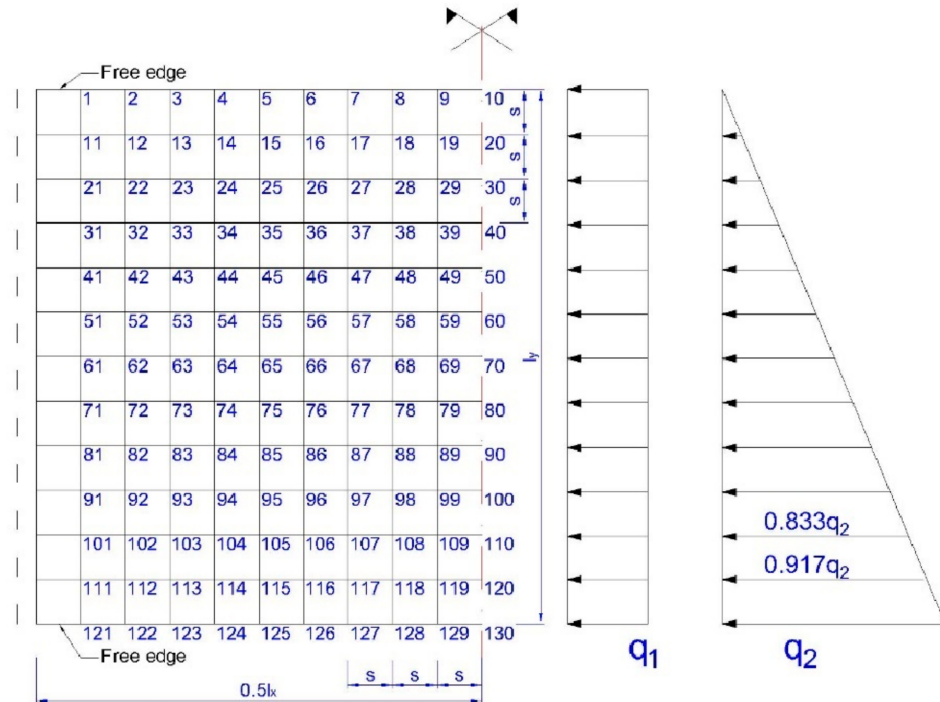 Free edge
1 2 3 4 5 6 7 8 9 10
s
11 12 13 14 15 16 17 18 19 20
s
21 22 23 24 25 26 27 28 29 30
s
31 32 33 34 35 36 37 38 39 40
41 42 43 44 45 46 47 48 49 50
51 52 53 54 55 56 57 58 59 60
61 62 63 64 65 66 67 68 69 70
ly
71 72 73 74 75 76 77 78 79 80
81 82 83 84 85 86 87 88 89 90
91 92 93 94 95 96 97 98 99 100
0.833q₂
101 102 103 104 105 106 107 108 109 110
0.917q₂
111 112 113 114 115 116 117 118 119 120
121 122 123 124 125 126 127 128 129 130
Free edge
q₁ q₂
s s s
0.5lx